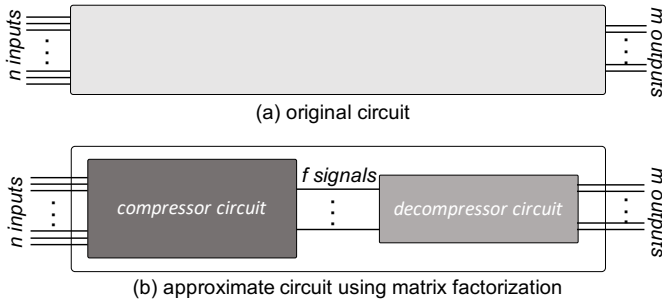 n inputs
m outputs
(a) original circuit
n inputs
compressor circuit
f signals
decompressor circuit
m outputs
(b) approximate circuit using matrix factorization